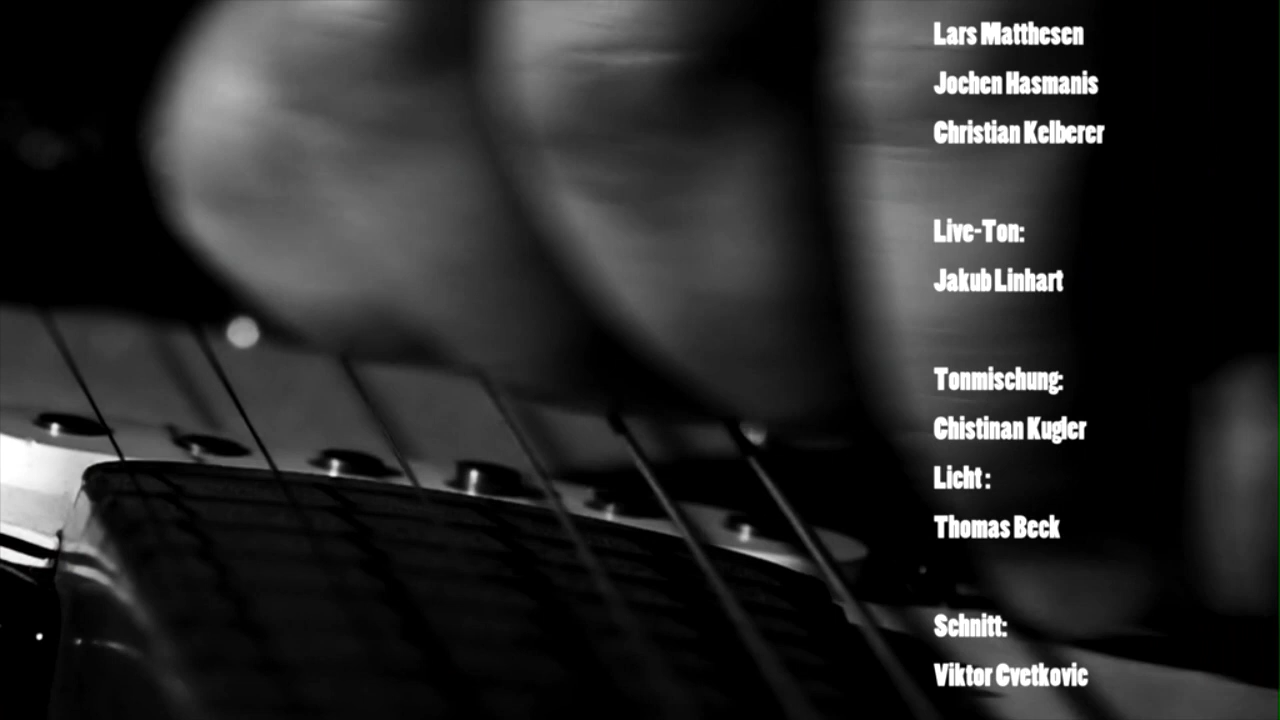 Lars Matthesen
Jochen Hasmanis
Christian Kelberer
Live-Ton:
Jakub Linhart
Tonmischung:
Chistinan Kugler
Licht :
Thomas Beck
Schnitt:
Viktor Cvetkovic